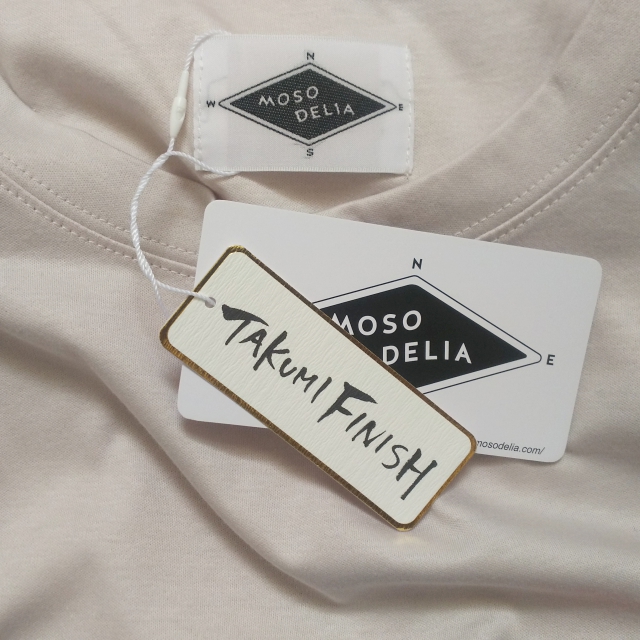 N
W
MOSO
DELIA
E
S
N
MOSO
DELIA
E
TAKUMI FINISH
mosodelia.com/